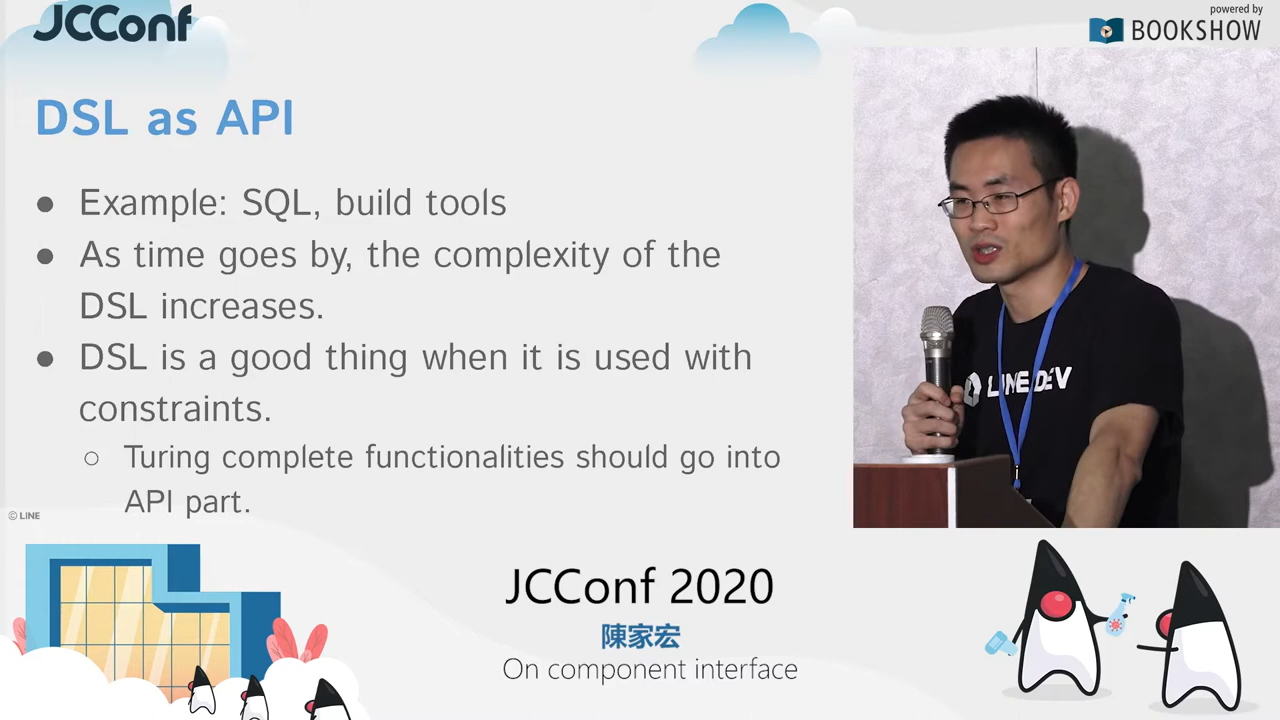 JCConf
powered by
BOOKSHOW
DSL as API
● Example: SQL, build tools
● As time goes by, the complexity of the
DSL increases.
● DSL is a good thing when it is used with
constraints.
○ Turing complete functionalities should go into
API part.
© LINE
LINE DEV
JCConf 2020
陳家宏
On component interface